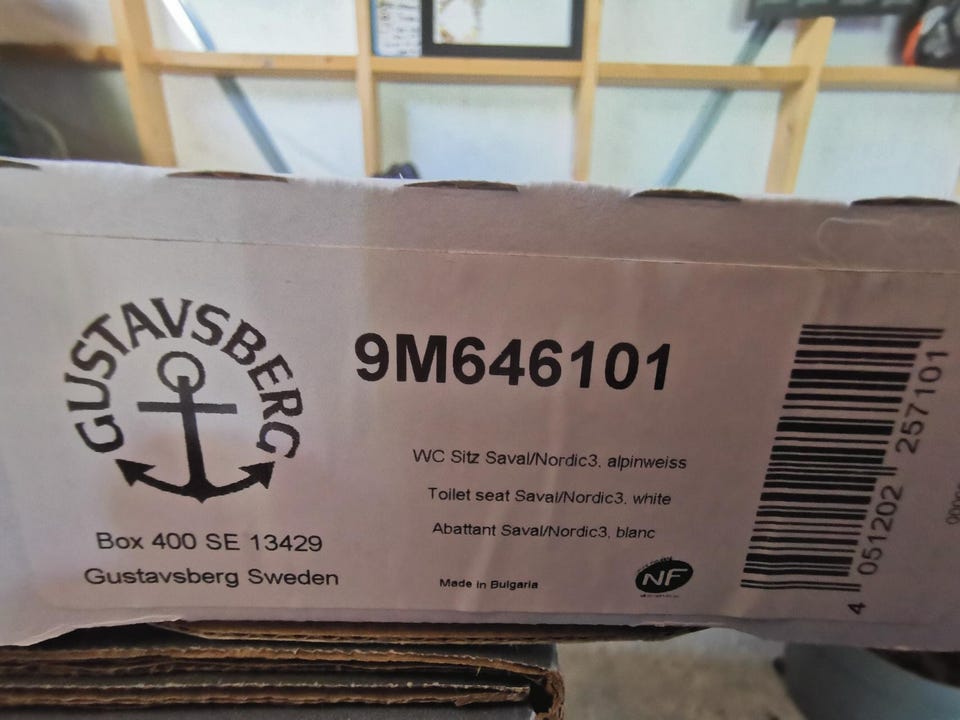 GUSTAVSBERG
9M646101
WC Sitz Saval/Nordic3, alpinweiss
Toilet seat Saval/Nordic3, white
Abattant Saval/Nordic3, blanc
Box 400 SE 13429
Gustavsberg Sweden
Made in Bulgaria
NF
4 051202 257101